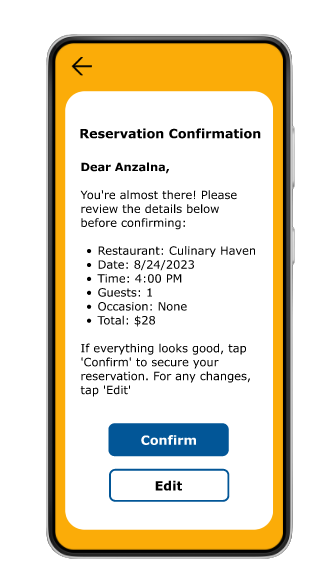 Reservation Confirmation
Dear Anzalna,
You're almost there! Please
review the details below
before confirming:
• Restaurant: Culinary Haven
• Date: 8/24/2023
• Time: 4:00 PM
• Guests: 1
• Occasion: None
• Total: $28
If everything looks good, tap
'Confirm' to secure your
reservation. For any changes,
tap 'Edit'
Confirm
Edit